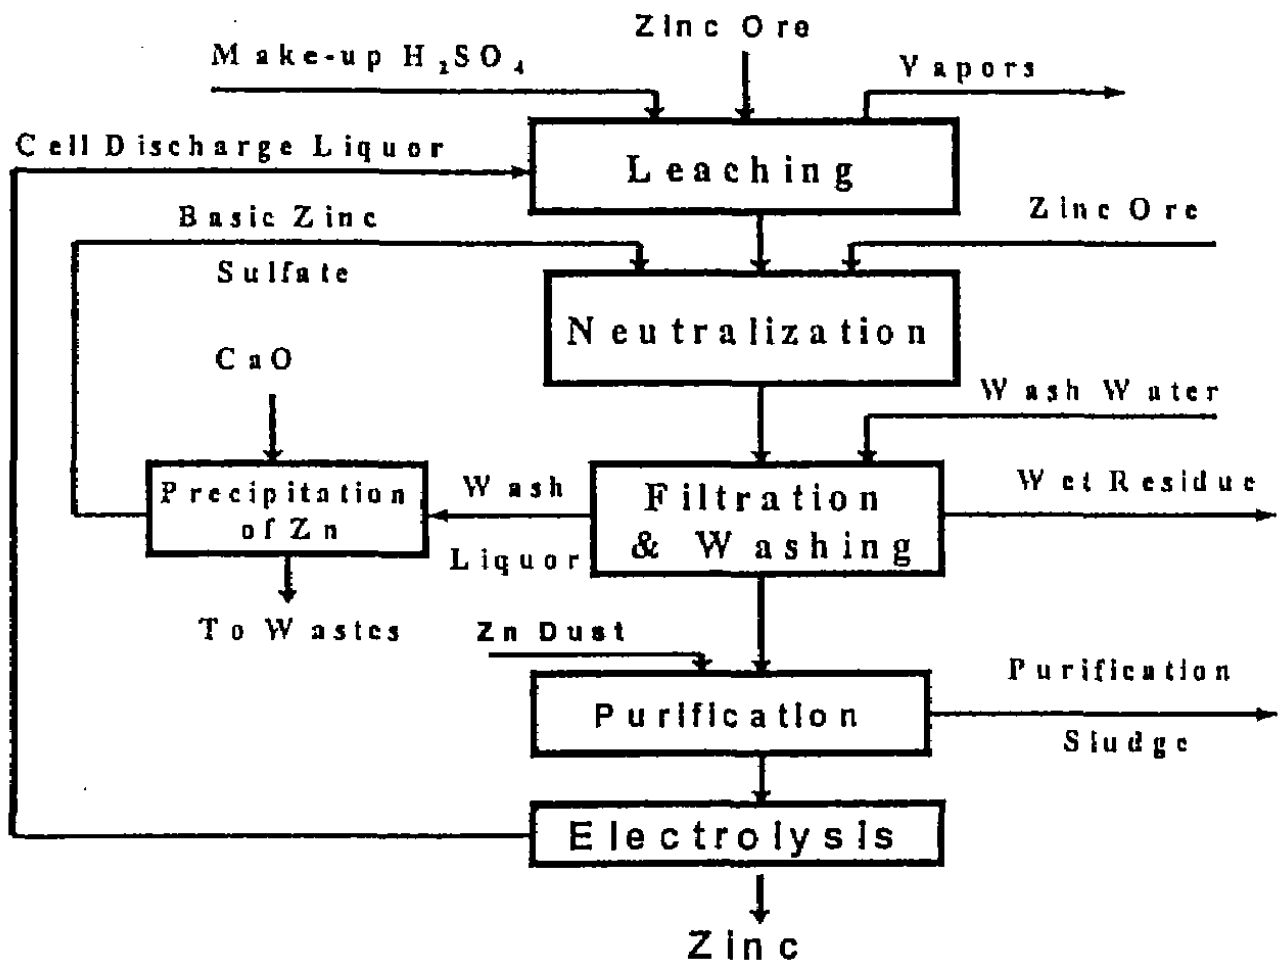 Zinc Ore
Make-up H₂SO₄
Vapors
Cell Discharge Liquor
Leaching
Basic Zinc
Sulfate
Zinc Ore
Neutralization
CaO
Wash Water
Precipitation
of Zn
Wash
Liquor
Filtration
& Washing
Wet Residue
To Wastes
Zn Dust
Purification
Purification
Sludge
Electrolysis
Zinc